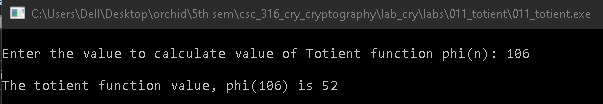 C:\Users\Dell\Desktop\orchid\5th sem\csc_316_cry_cryptography\lab_cry\labs\011_totient\011_totient.exe
Enter the value to calculate value of Totient function phi(n): 106
The totient function value, phi(106) is 52